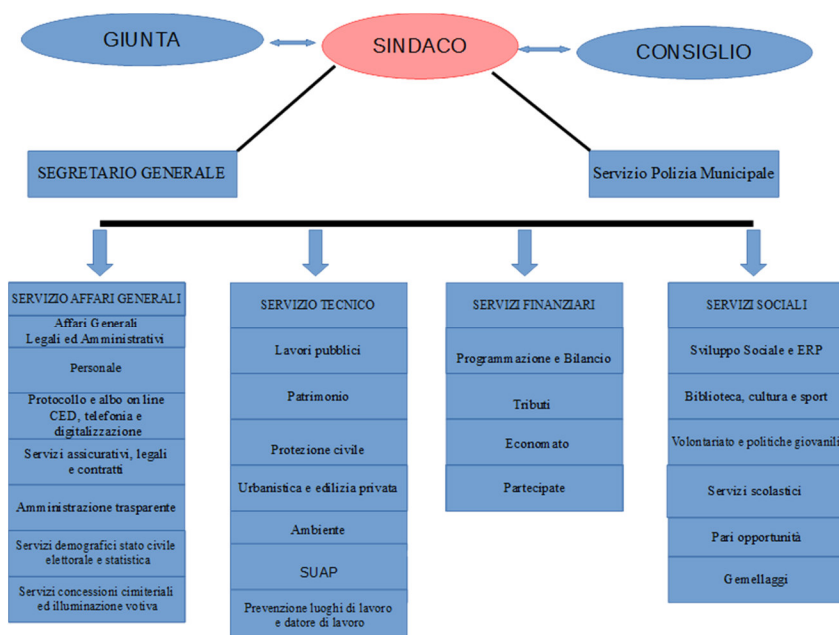 GIUNTA
SINDACO
CONSIGLIO
SEGRETARIO GENERALE
Servizio Polizia Municipale
SERVIZIO AFFARI GENERALI
Affari Generali
Legali ed Amministrativi
Personale
Protocollo e albo on line
CED, telefonia e
digitalizzazione
Servizi assicurativi, legali
e contratti
Amministrazione trasparente
Servizi demografici stato civile
elettorale e statistica
Servizi concessioni cimiteriali
ed illuminazione votiva
SERVIZIO TECNICO
Lavori pubblici
Patrimonio
Protezione civile
Urbanistica e edilizia privata
Ambiente
SUAP
Prevenzione luoghi di lavoro
e datore di lavoro
SERVIZI FINANZIARI
Programmazione e Bilancio
Tributi
Economato
Partecipate
SERVIZI SOCIALI
Sviluppo Sociale e ERP
Biblioteca, cultura e sport
Volontariato e politiche giovanili
Servizi scolastici
Pari opportunità
Gemellaggi